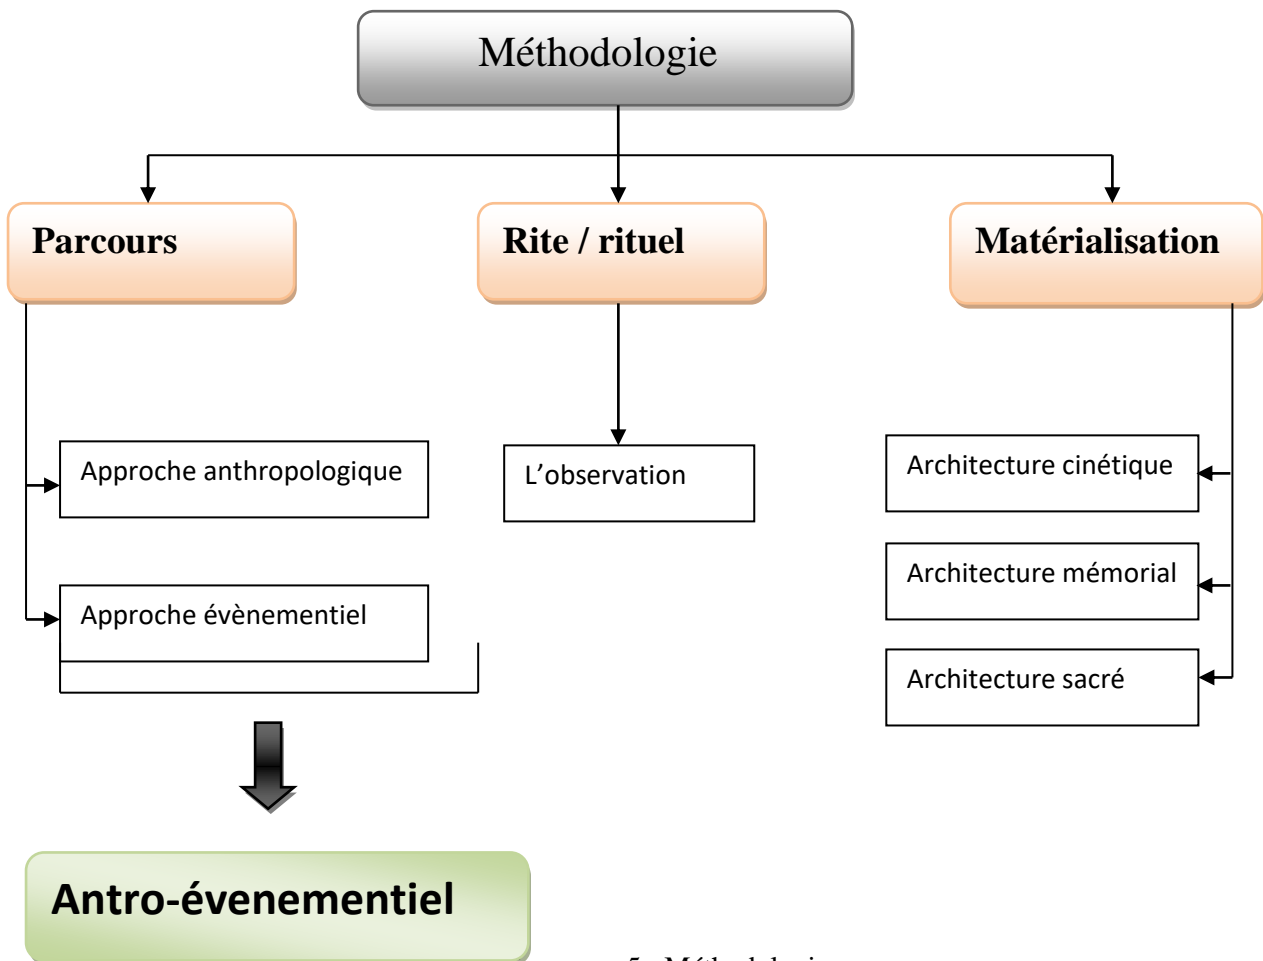 Méthodologie
Parcours
Rite / rituel
Matérialisation
Approche anthropologique
L'observation
Architecture cinétique
Approche évènementiel
Architecture mémorial
Architecture sacré
Antro-évenementiel